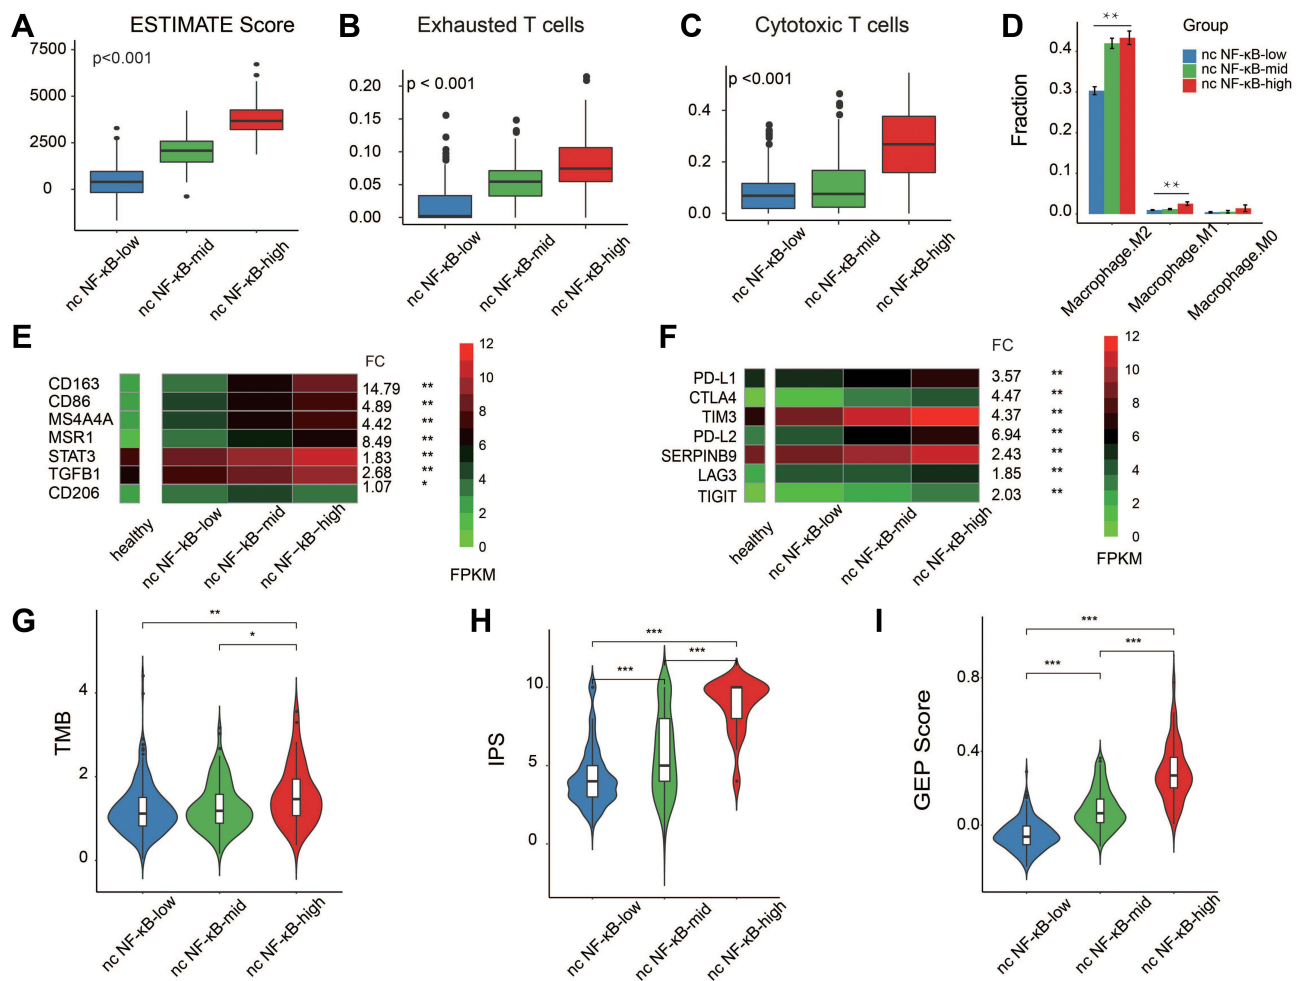 A
ESTIMATE Score
p<0.001
7500
5000
2500
0
nc NF-κB-low
nc NF-κB-mid
nc NF-κB-high
B
Exhausted T cells
p < 0.001
0.20
0.15
0.10
0.05
0.00
nc NF-κB-low
nc NF-κB-mid
nc NF-κB-high
C
Cytotoxic T cells
p <0.001
0.4
0.2
0.0
nc NF-κB-low
nc NF-κB-mid
nc NF-κB-high
D
Fraction
0.4
0.3
0.2
0.1
0.0
**
**
Group
nc NF-κB-low
nc NF-κB-mid
nc NF-κB-high
Macrophage.M2
Macrophage.M1
Macrophage.M0
E
FC
CD163 14.79 **
CD86 4.89 **
MS4A4A 4.42 **
MSR1 8.49 **
STAT3 1.83 **
TGFB1 2.68 **
CD206 1.07 *
healthy
nc NF-κB-low
nc NF-κB-mid
nc NF-κB-high
12
10
8
6
4
2
0
FPKM
F
FC
PD-L1 3.57 **
CTLA4 4.47 **
TIM3 4.37 **
PD-L2 6.94 **
SERPINB9 2.43 **
LAG3 1.85 **
TIGIT 2.03 **
healthy
nc NF-κB-low
nc NF-κB-mid
nc NF-κB-high
12
10
8
6
4
2
0
FPKM
G
TMB
4
2
0
**
*
nc NF-κB-low
nc NF-κB-mid
nc NF-κB-high
H
IPS
10
5
0
***
***
***
nc NF-κB-low
nc NF-κB-mid
nc NF-κB-high
I
GEP Score
0.8
0.4
0.0
***
***
***
nc NF-κB-low
nc NF-κB-mid
nc NF-κB-high